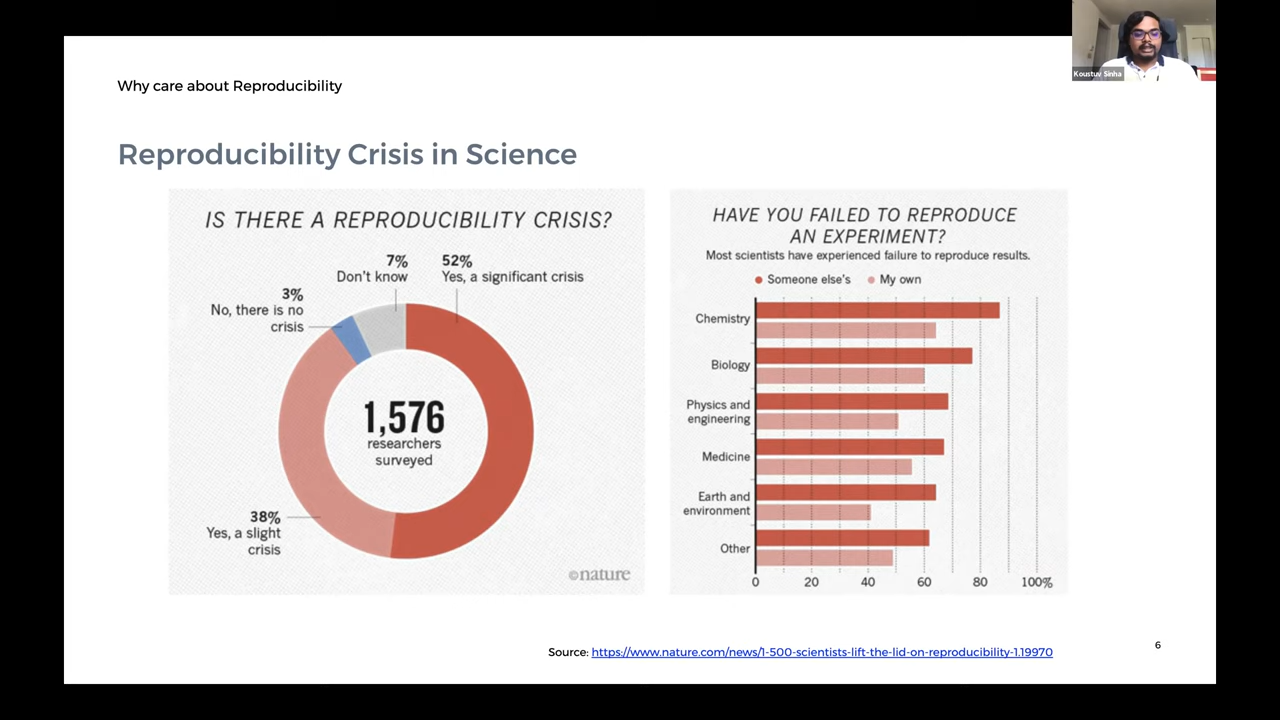 Koustuv Sinha
Why care about Reproducibility
Reproducibility Crisis in Science
IS THERE A REPRODUCIBILITY CRISIS?
7%
Don't know
52%
Yes, a significant crisis
3%
No, there is no
crisis
1,576
researchers
surveyed
38%
Yes, a slight
crisis
©nature
HAVE YOU FAILED TO REPRODUCE
AN EXPERIMENT?
Most scientists have experienced failure to reproduce results.
Someone else's My own
Chemistry
Biology
Physics and
engineering
Medicine
Earth and
environment
Other
0 20 40 60 80 100%
Source: https://www.nature.com/news/1-500-scientists-lift-the-lid-on-reproducibility-1.19970
6